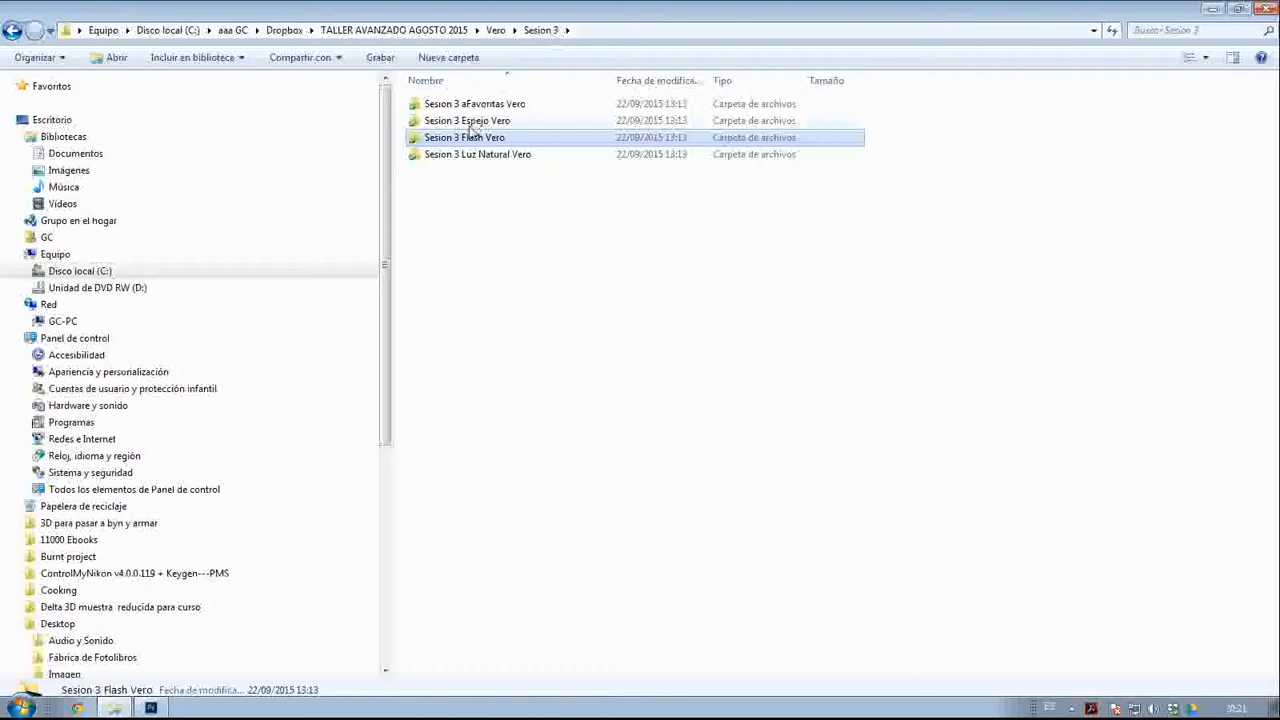 Equipo ▸ Disco local (C:) ▸ aaa GC ▸ Dropbox ▸ TALLER AVANZADO AGOSTO 2015 ▸ Vero ▸ Sesion 3 ▸
Buscar Sesion 3
Organizar
Abrir
Incluir en biblioteca
Compartir con
Grabar
Nueva carpeta
Favoritos
Escritorio
Bibliotecas
Documentos
Imágenes
Música
Vídeos
Grupo en el hogar
GC
Equipo
Disco local (C:)
Unidad de DVD RW (D:)
Red
GC-PC
Panel de control
Accesibilidad
Apariencia y personalización
Cuentas de usuario y protección infantil
Hardware y sonido
Programas
Redes e Internet
Reloj, idioma y región
Sistema y seguridad
Todos los elementos de Panel de control
Papelera de reciclaje
3D para pasar a byn y armar
11000 Ebooks
Burnt project
ControlMyNikon v4.0.0.119 + Keygen---PMS
Cooking
Delta 3D muestra reducida para curso
Desktop
Audio y Sonido
Fábrica de Fotolibros
Imagen
Nombre Fecha de modifica... Tipo Tamaño
Sesion 3 aFavoritas Vero 22/09/2015 13:13 Carpeta de archivos
Sesion 3 Espejo Vero 22/09/2015 13:13 Carpeta de archivos
Sesion 3 Flash Vero 22/09/2015 13:13 Carpeta de archivos
Sesion 3 Luz Natural Vero 22/09/2015 13:13 Carpeta de archivos
Sesion 3 Flash Vero Fecha de modifica... 22/09/2015 13:13
Ps
ES
10:21